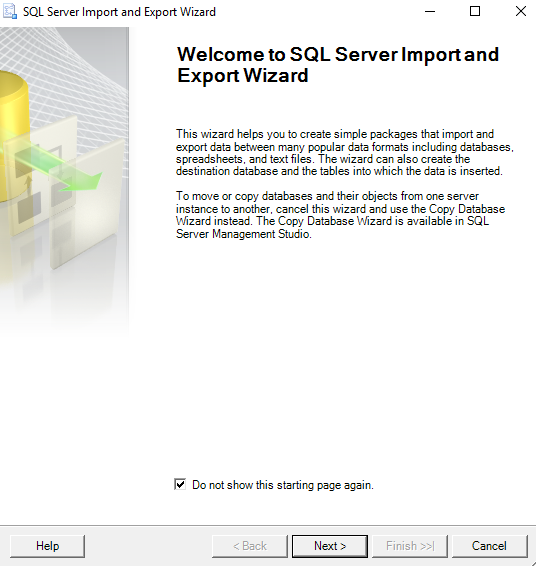 SQL Server Import and Export Wizard
Welcome to SQL Server Import and
Export Wizard
This wizard helps you to create simple packages that import and
export data between many popular data formats including databases,
spreadsheets, and text files. The wizard can also create the
destination database and the tables into which the data is inserted.
To move or copy databases and their objects from one server
instance to another, cancel this wizard and use the Copy Database
Wizard instead. The Copy Database Wizard is available in SQL
Server Management Studio.
Do not show this starting page again.
Help < Back Next > Finish >>| Cancel